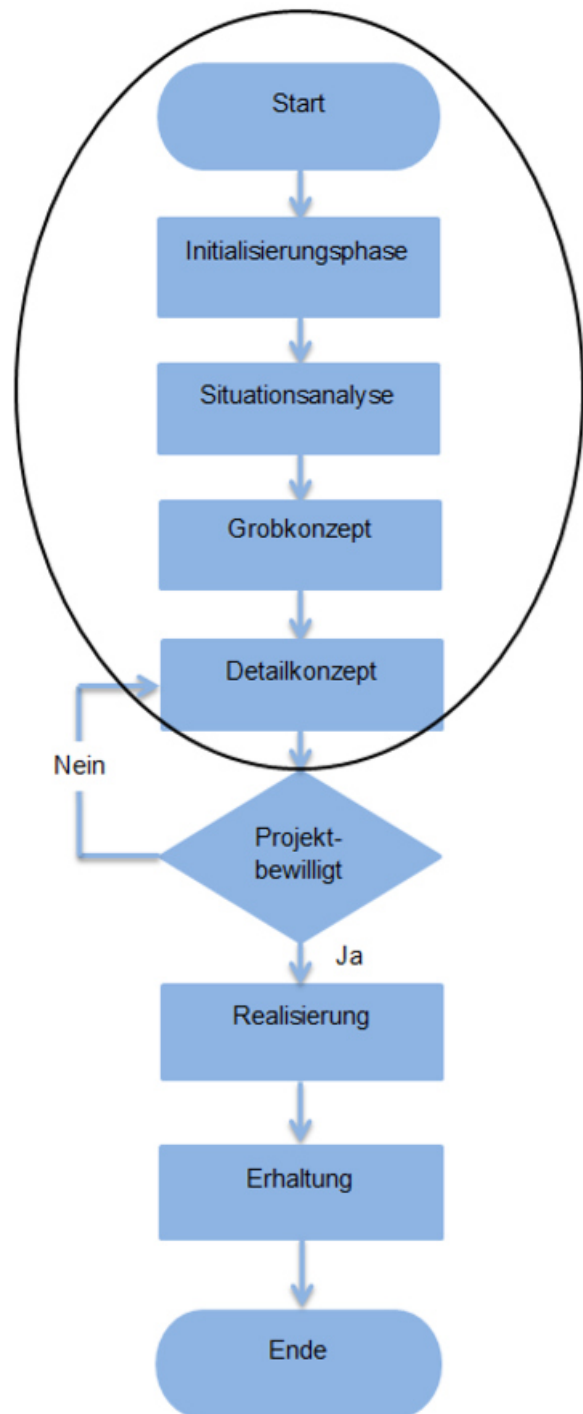 Start
Initialisierungsphase
Situationsanalyse
Grobkonzept
Detailkonzept
Nein
Projekt-
bewilligt
Ja
Realisierung
Erhaltung
Ende